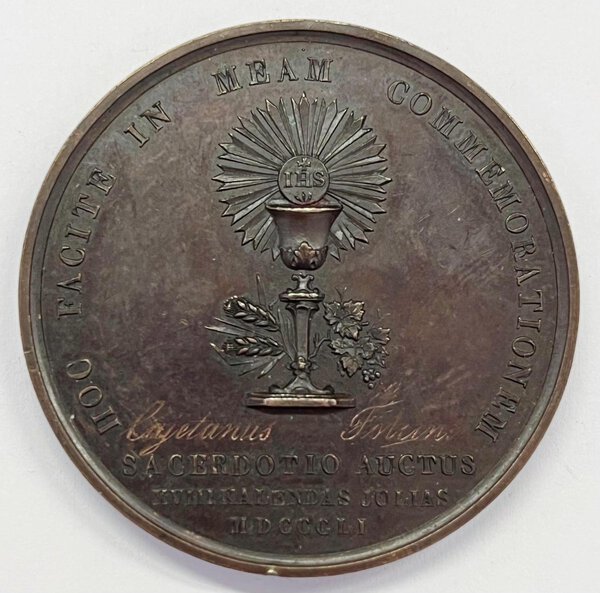 HOC FACITE IN MEAM COMMEMORATIONEM
IHS
Cajetanus
SACERDOTIO AUCTUS
KALENDAS JULIAS
MDCCCLI